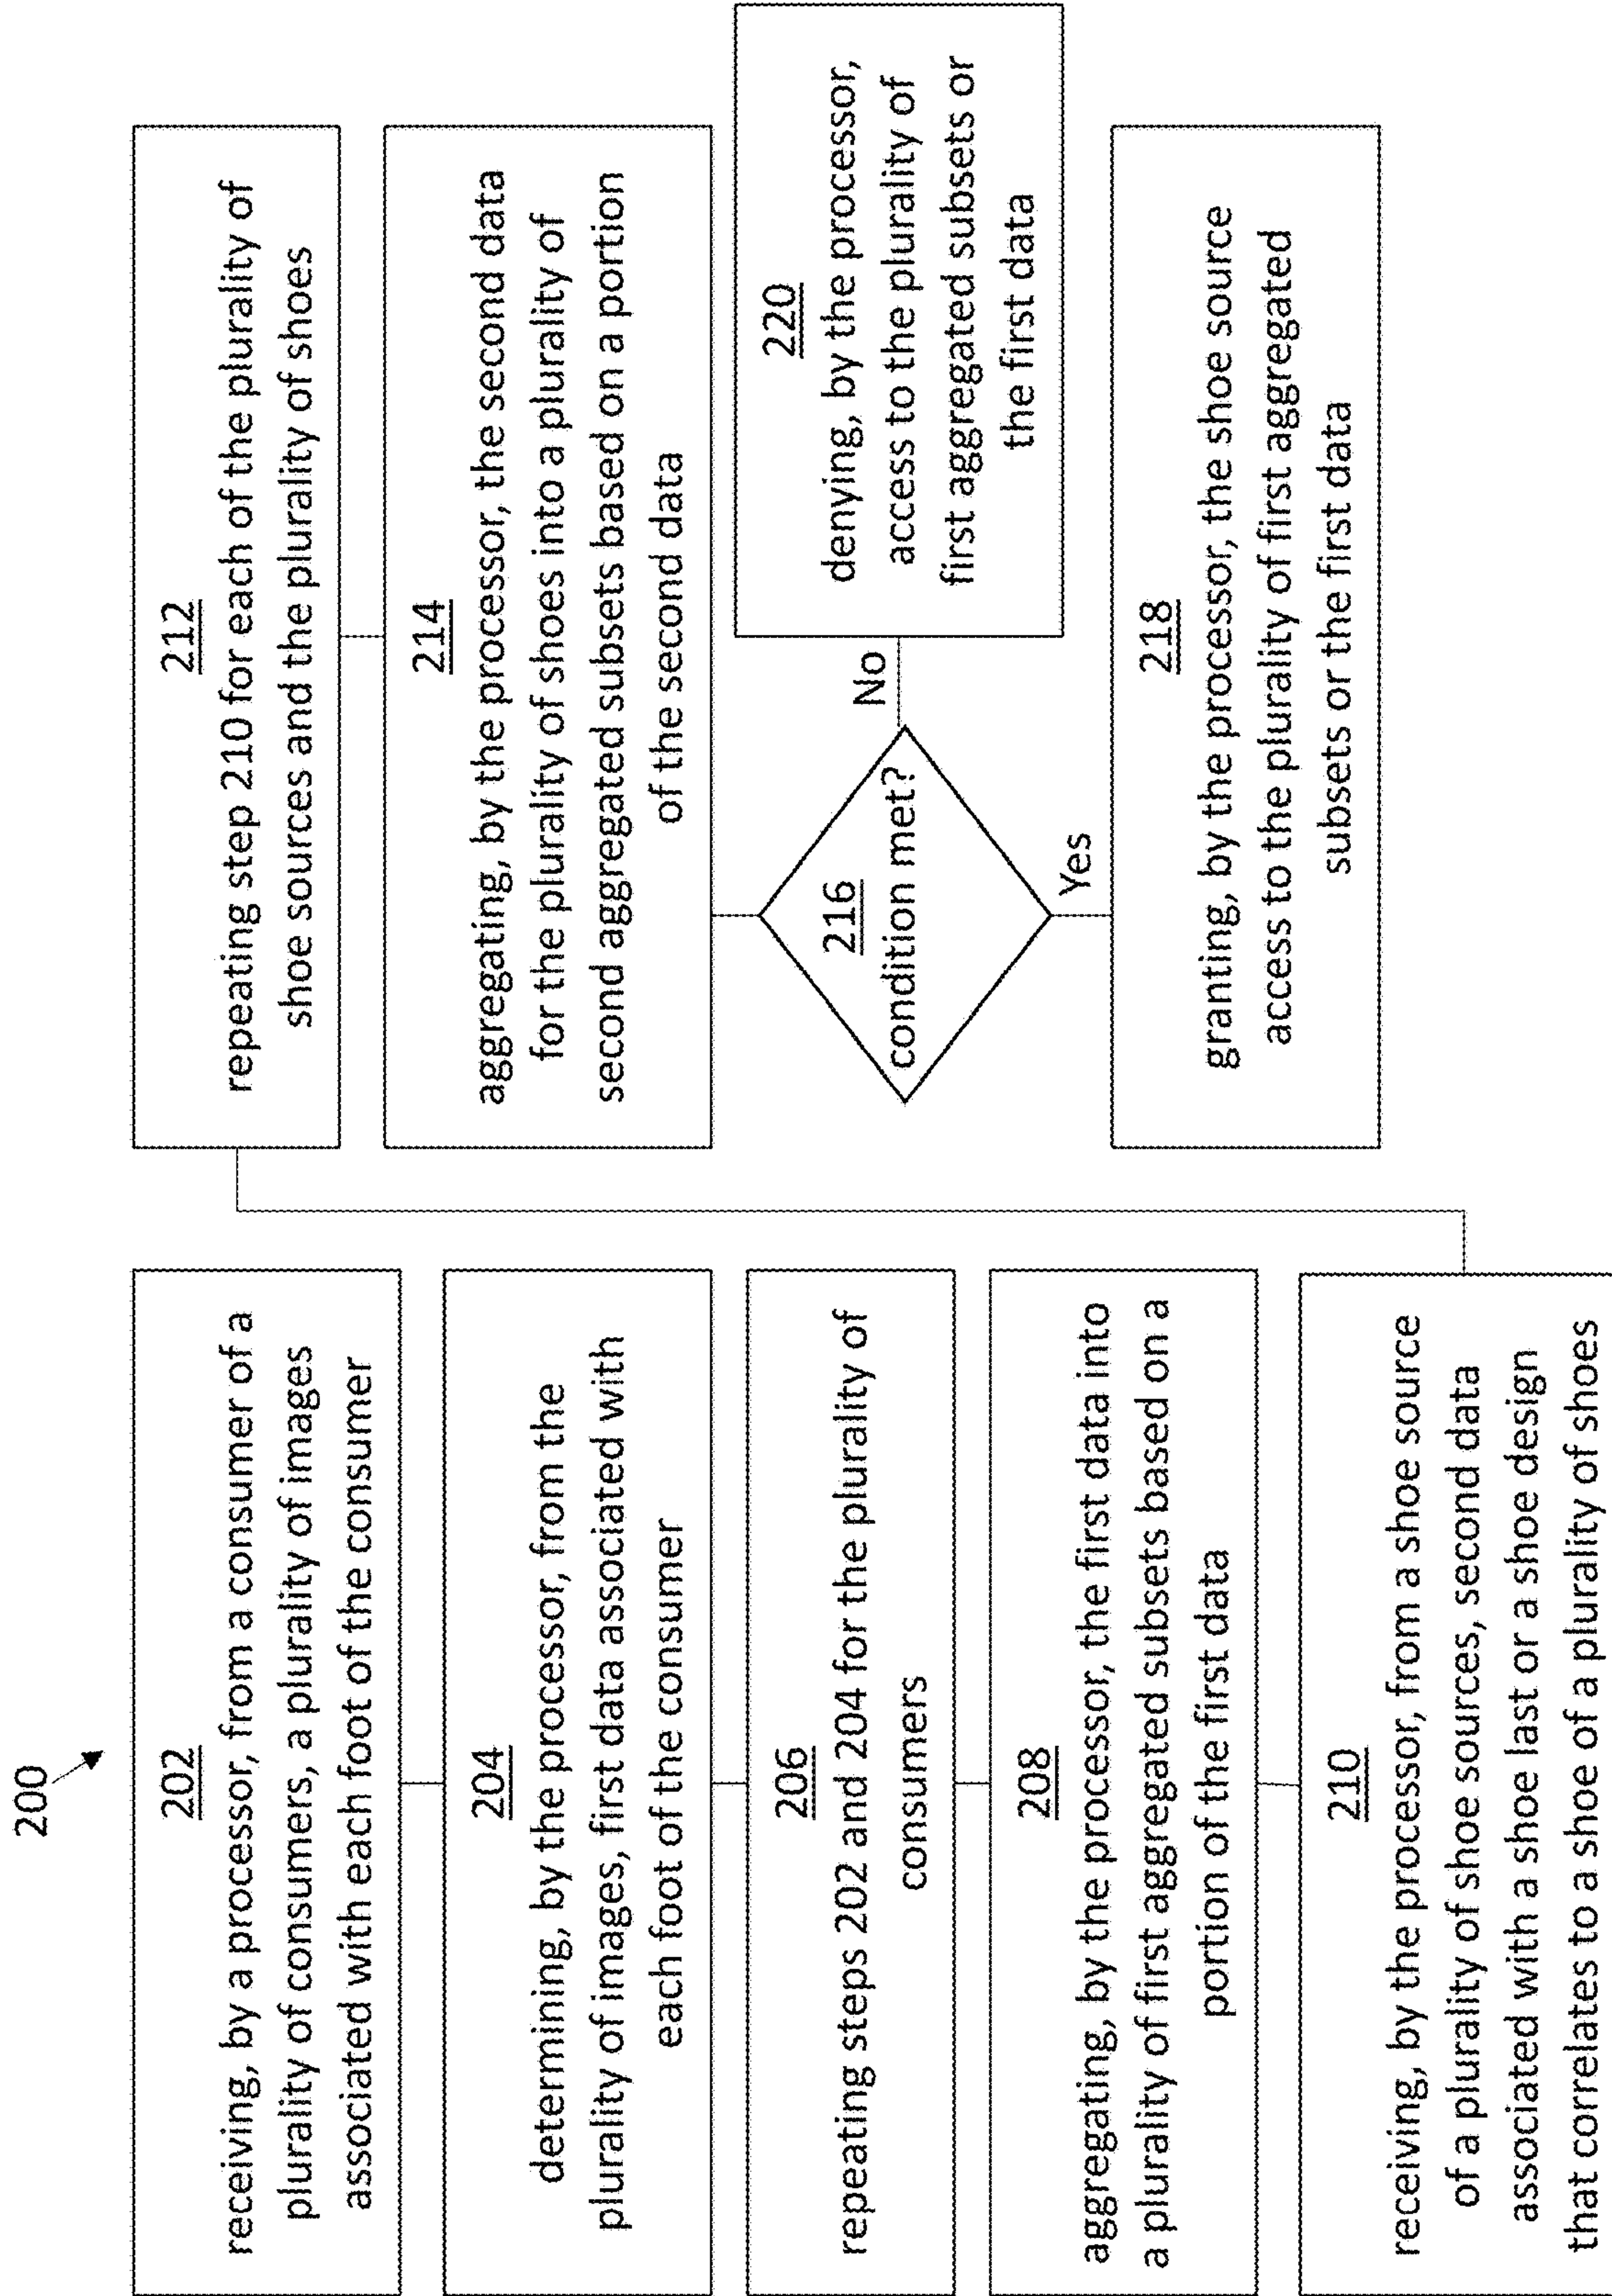 200
202
receiving, by a processor, from a consumer of a
plurality of consumers, a plurality of images
associated with each foot of the consumer
204
determining, by the processor, from the
plurality of images, first data associated with
each foot of the consumer
206
repeating steps 202 and 204 for the plurality of
consumers
208
aggregating, by the processor, the first data into
a plurality of first aggregated subsets based on a
portion of the first data
210
receiving, by the processor, from a shoe source
of a plurality of shoe sources, second data
associated with a shoe last or a shoe design
that correlates to a shoe of a plurality of shoes
212
repeating step 210 for each of the plurality of
shoe sources and the plurality of shoes
214
aggregating, by the processor, the second data
for the plurality of shoes into a plurality of
second aggregated subsets based on a portion
of the second data
216
condition met?
No
220
denying, by the processor,
access to the plurality of
first aggregated subsets or
the first data
Yes
218
granting, by the processor, the shoe source
access to the plurality of first aggregated
subsets or the first data